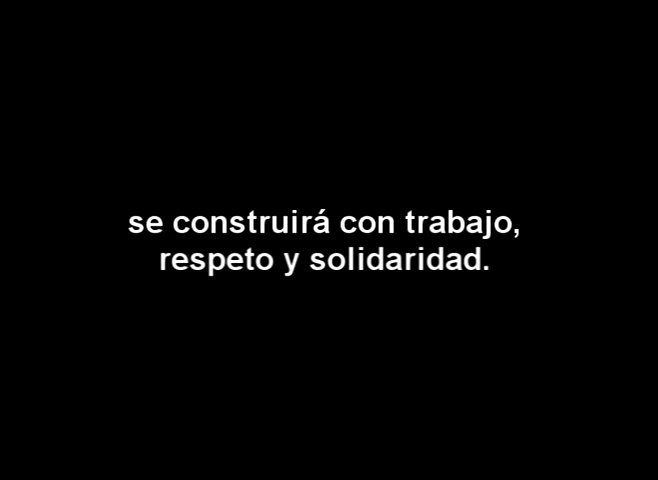 se construirá con trabajo,
respeto y solidaridad.